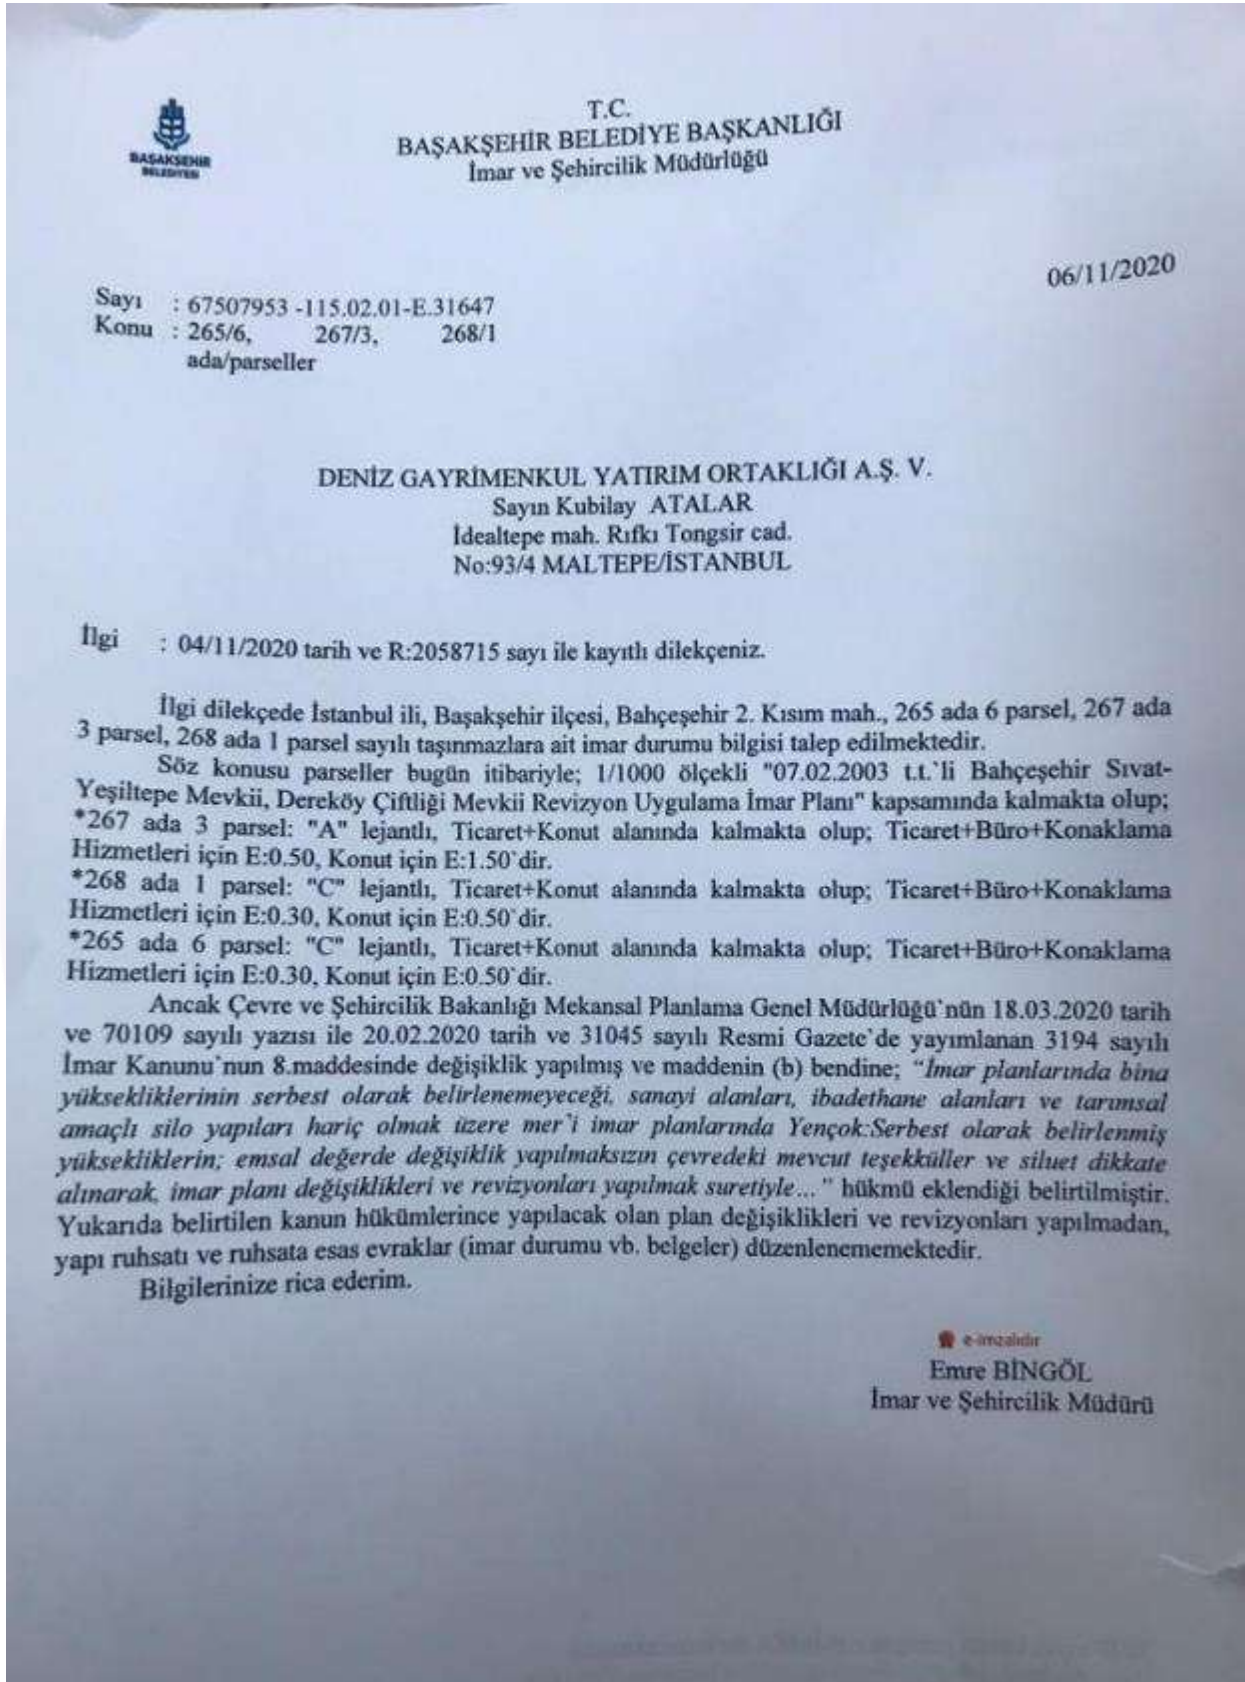 BAŞAKŞEHİR
BELEDİYESİ
T.C.
BAŞAKŞEHİR BELEDİYE BAŞKANLIĞI
İmar ve Şehircilik Müdürlüğü
06/11/2020
Sayı : 67507953 -115.02.01-E.31647
Konu : 265/6, 267/3, 268/1
ada/parseller
DENİZ GAYRİMENKUL YATIRIM ORTAKLIĞI A.Ş. V.
Sayın Kubilay ATALAR
İdealtepe mah. Rıfkı Tongsir cad.
No:93/4 MALTEPE/İSTANBUL
İlgi : 04/11/2020 tarih ve R:2058715 sayı ile kayıtlı dilekçeniz.
İlgi dilekçede İstanbul ili, Başakşehir ilçesi, Bahçeşehir 2. Kısım mah., 265 ada 6 parsel, 267 ada
3 parsel, 268 ada 1 parsel sayılı taşınmazlara ait imar durumu bilgisi talep edilmektedir.
Söz konusu parseller bugün itibariyle; 1/1000 ölçekli "07.02.2003 t.t.`li Bahçeşehir Sıvat-
Yeşiltepe Mevkii, Dereköy Çiftliği Mevkii Revizyon Uygulama İmar Planı" kapsamında kalmakta olup;
*267 ada 3 parsel: "A" lejantlı, Ticaret+Konut alanında kalmakta olup; Ticaret+Büro+Konaklama
Hizmetleri için E:0.50, Konut için E:1.50`dir.
*268 ada 1 parsel: "C" lejantlı, Ticaret+Konut alanında kalmakta olup; Ticaret+Büro+Konaklama
Hizmetleri için E:0.30, Konut için E:0.50`dir.
*265 ada 6 parsel: "C" lejantlı, Ticaret+Konut alanında kalmakta olup; Ticaret+Büro+Konaklama
Hizmetleri için E:0.30, Konut için E:0.50`dir.
Ancak Çevre ve Şehircilik Bakanlığı Mekansal Planlama Genel Müdürlüğü`nün 18.03.2020 tarih
ve 70109 sayılı yazısı ile 20.02.2020 tarih ve 31045 sayılı Resmi Gazete`de yayımlanan 3194 sayılı
İmar Kanunu`nun 8.maddesinde değişiklik yapılmış ve maddenin (b) bendine; "İmar planlarında bina
yüksekliklerinin serbest olarak belirlenemeyeceği, sanayi alanları, ibadethane alanları ve tarımsal
amaçlı silo yapıları hariç olmak üzere mer`i imar planlarında Yençok:Serbest olarak belirlenmiş
yüksekliklerin; emsal değerde değişiklik yapılmaksızın çevredeki mevcut teşekküller ve siluet dikkate
alınarak, imar planı değişiklikleri ve revizyonları yapılmak suretiyle..." hükmü eklendiği belirtilmiştir.
Yukarıda belirtilen kanun hükümlerince yapılacak olan plan değişiklikleri ve revizyonları yapılmadan,
yapı ruhsatı ve ruhsata esas evraklar (imar durumu vb. belgeler) düzenlenememektedir.
Bilgilerinize rica ederim.
e-imzalıdır
Emre BİNGÖL
İmar ve Şehircilik Müdürü